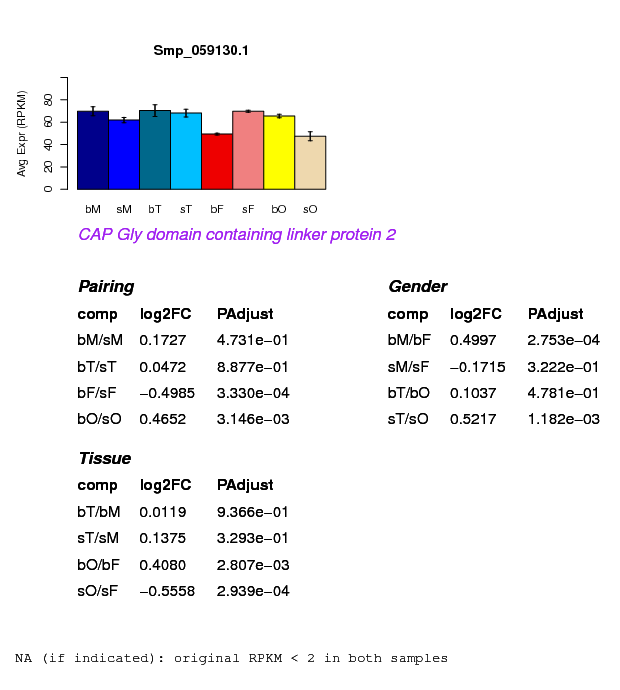 Smp_059130.1
Avg Expr (RPKM)
0 20 40 60 80
bM sM bT sT bF sF bO sO
CAP Gly domain containing linker protein 2
Pairing
comp log2FC PAdjust
bM/sM 0.1727 4.731e−01
bT/sT 0.0472 8.877e−01
bF/sF −0.4985 3.330e−04
bO/sO 0.4652 3.146e−03
Gender
comp log2FC PAdjust
bM/bF 0.4997 2.753e−04
sM/sF −0.1715 3.222e−01
bT/bO 0.1037 4.781e−01
sT/sO 0.5217 1.182e−03
Tissue
comp log2FC PAdjust
bT/bM 0.0119 9.366e−01
sT/sM 0.1375 3.293e−01
bO/bF 0.4080 2.807e−03
sO/sF −0.5558 2.939e−04
NA (if indicated): original RPKM < 2 in both samples